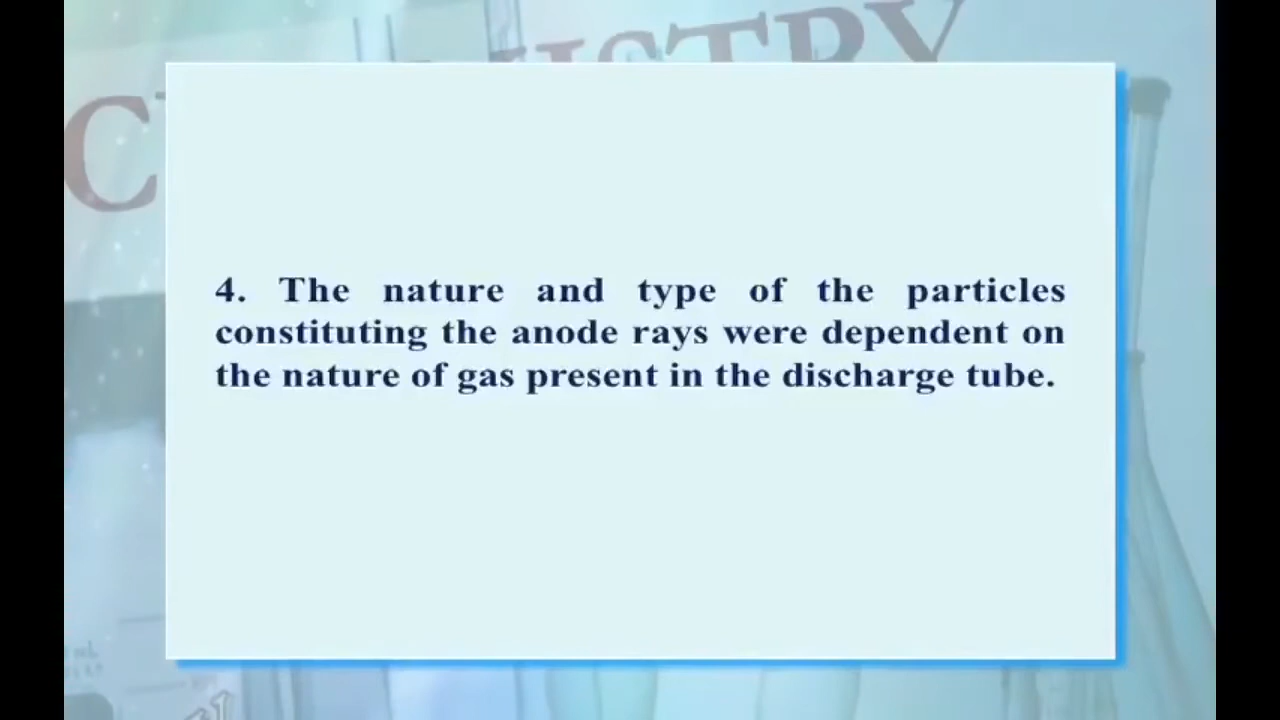 4. The nature and type of the particles
constituting the anode rays were dependent on
the nature of gas present in the discharge tube.